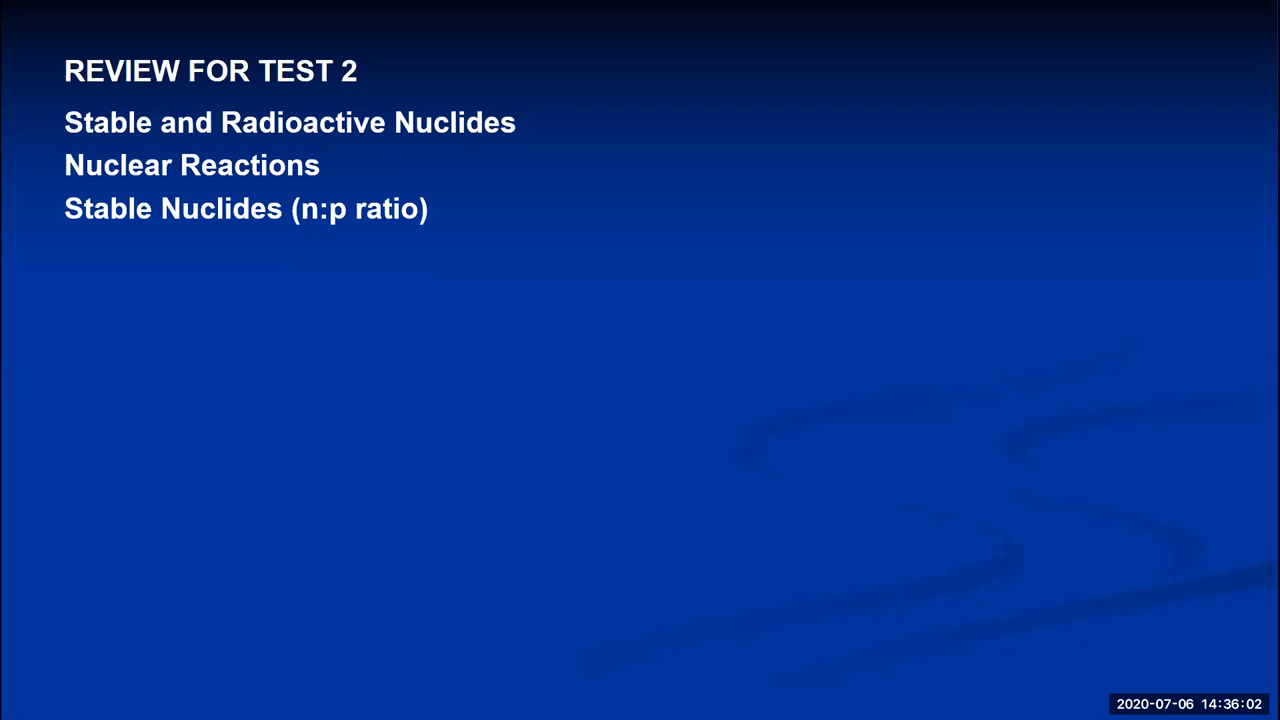 REVIEW FOR TEST 2
Stable and Radioactive Nuclides
Nuclear Reactions
Stable Nuclides (n:p ratio)
2020-07-06 14:36:02